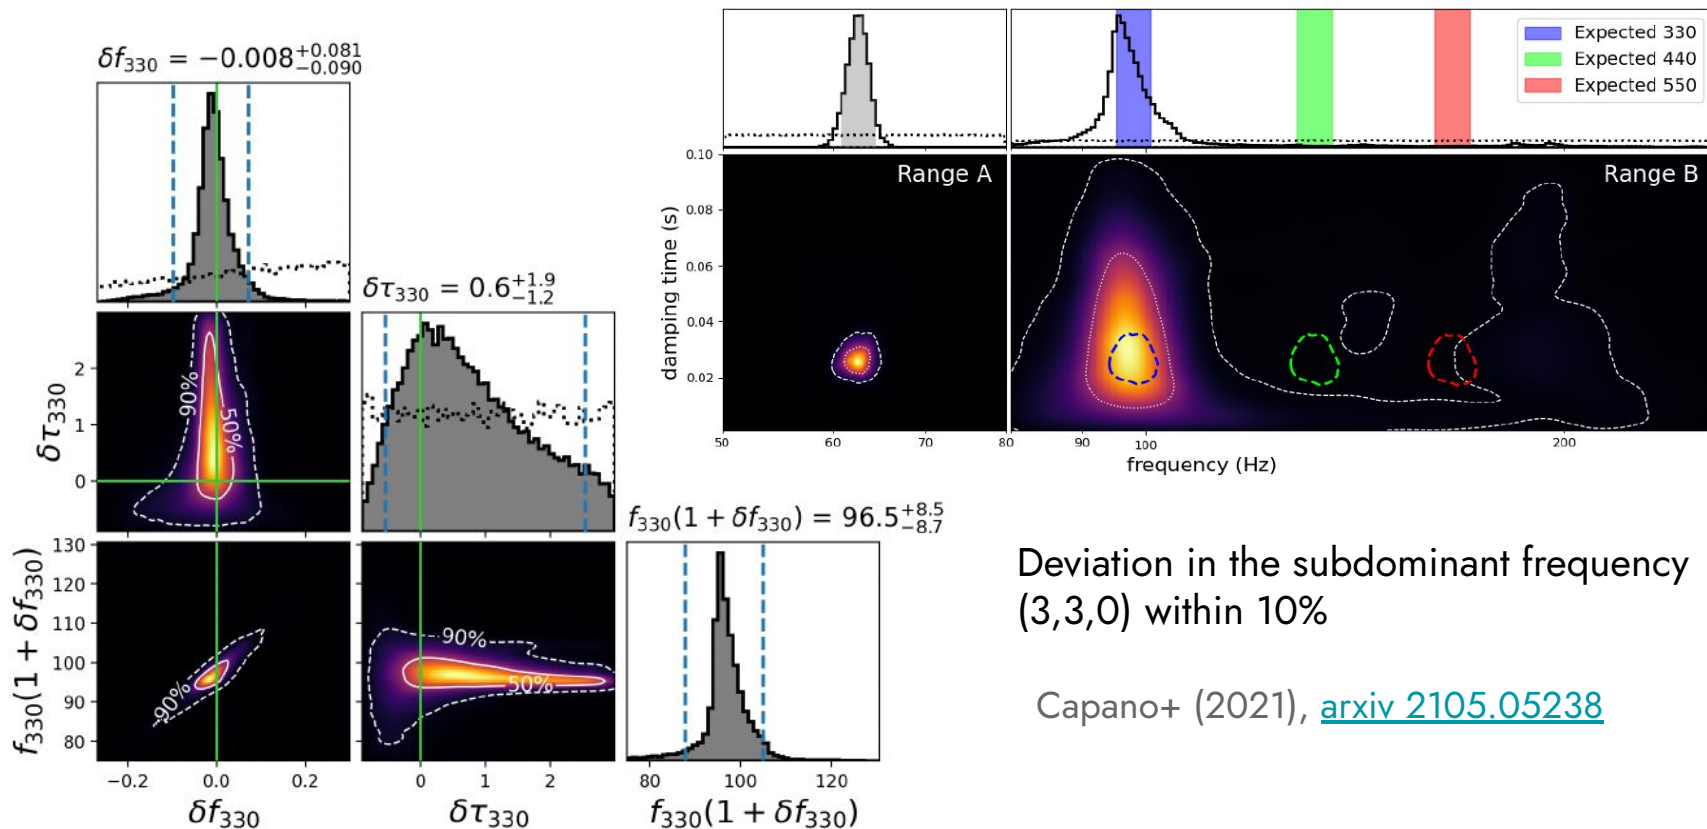 δf₃₃₀ = −0.008⁺⁰·⁰⁸¹₋₀.₀₉₀
δτ₃₃₀ = 0.6⁺¹·⁹₋₁.₂
δτ₃₃₀
2
1
0
90%
50%
f₃₃₀(1 + δf₃₃₀) = 96.5⁺⁸·⁵₋₈.₇
f₃₃₀(1 + δf₃₃₀)
130
120
110
100
90
80
90%
90%
50%
−0.2 0.0 0.2
0 1 2
80 100 120
δf₃₃₀
δτ₃₃₀
f₃₃₀(1 + δf₃₃₀)
Expected 330
Expected 440
Expected 550
Range A
Range B
damping time (s)
0.10
0.08
0.06
0.04
0.02
50 60 70 80 90 100 200
frequency (Hz)
Deviation in the subdominant frequency
(3,3,0) within 10%
Capano+ (2021), arxiv 2105.05238